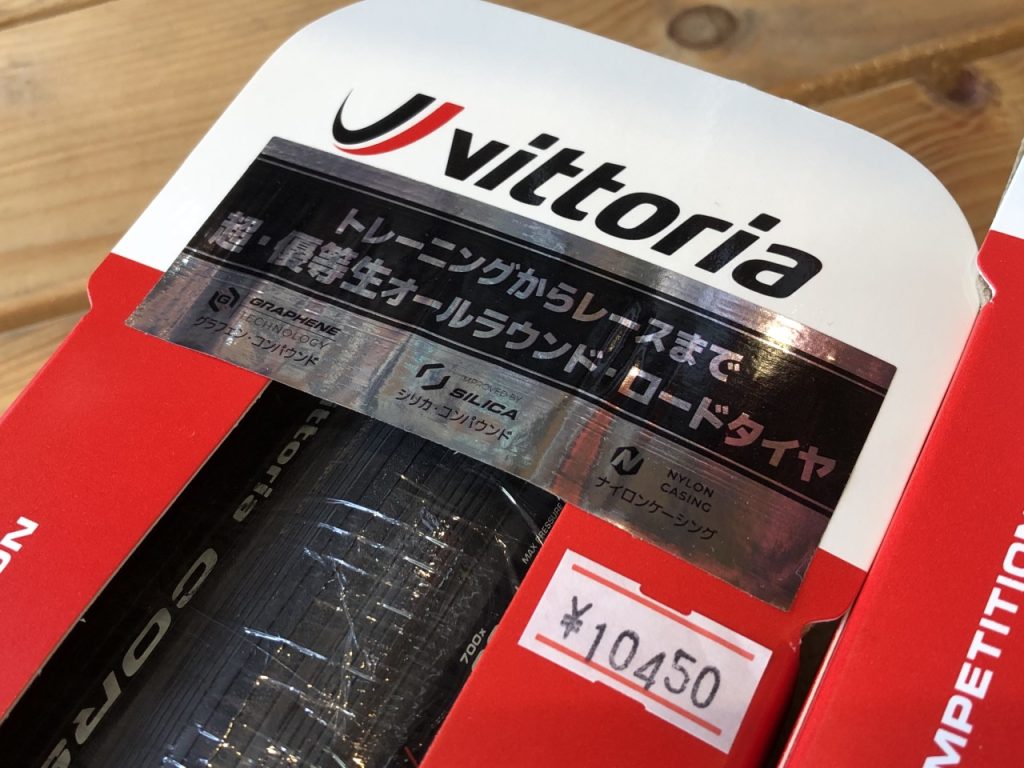 vittoria
トレーニングからレースまで
超・優等生オールラウンド・ロードタイヤ
GRAPHENE
TECHNOLOGY
グラフェン・コンパウンド
IMPROVED BY
SILICA
シリカ・コンパウンド
NYLON
CASING
ナイロンケーシング
ttoria CORS
MAX PRESSURE
700x
¥10450
ON
MPETITION